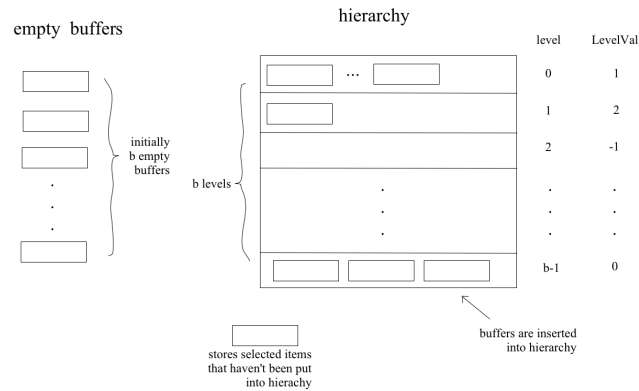 empty buffers
hierarchy
level LevelVal
0 1
...
1 2
initially
b empty
buffers
2 -1
b levels
. . . .
. . . .
. . . .
b-1 0
buffers are inserted
into hierarchy
stores selected items
that haven't been put
into hierachy